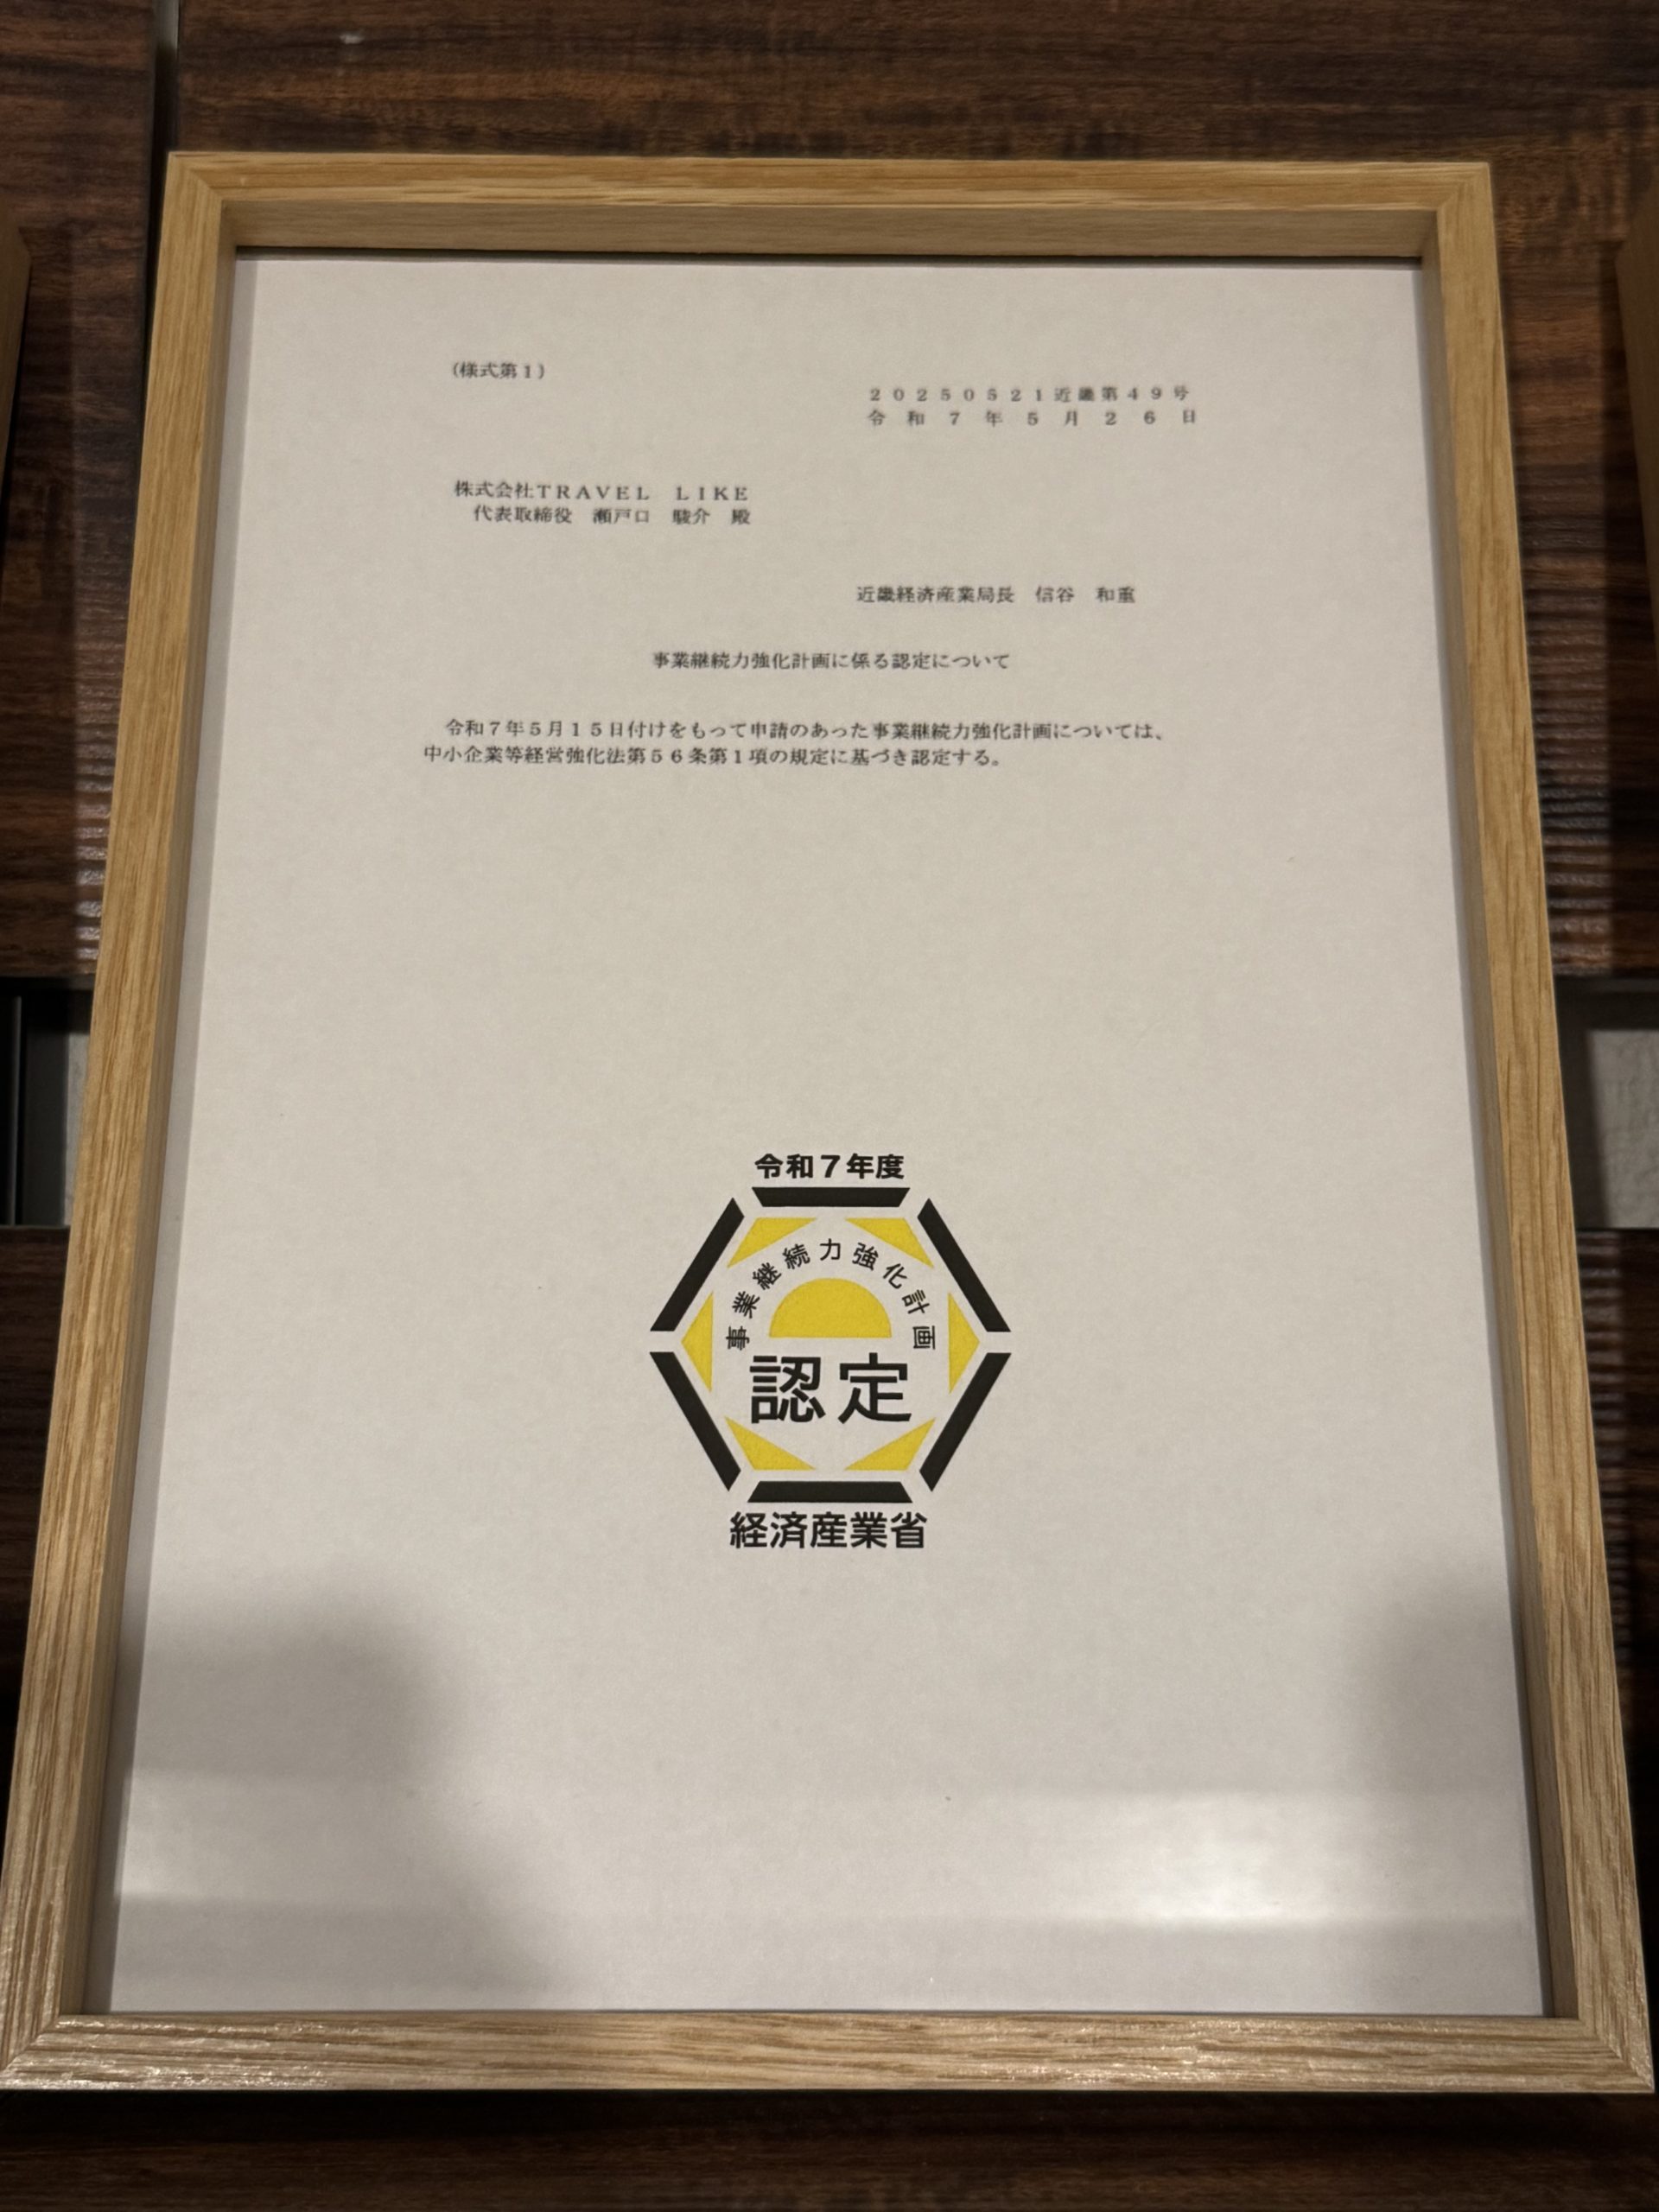 (様式第１)
２０２５０５２１近畿第４９号
令和７年５月２６日
株式会社ＴＲＡＶＥＬ　ＬＩＫＥ
代表取締役　瀬戸口　駿介　殿
近畿経済産業局長　信谷　和重
事業継続力強化計画に係る認定について
令和７年５月１５日付けをもって申請のあった事業継続力強化計画については、
中小企業等経営強化法第５６条第１項の規定に基づき認定する。
令和７年度
事業継続力強化計画
認定
経済産業省